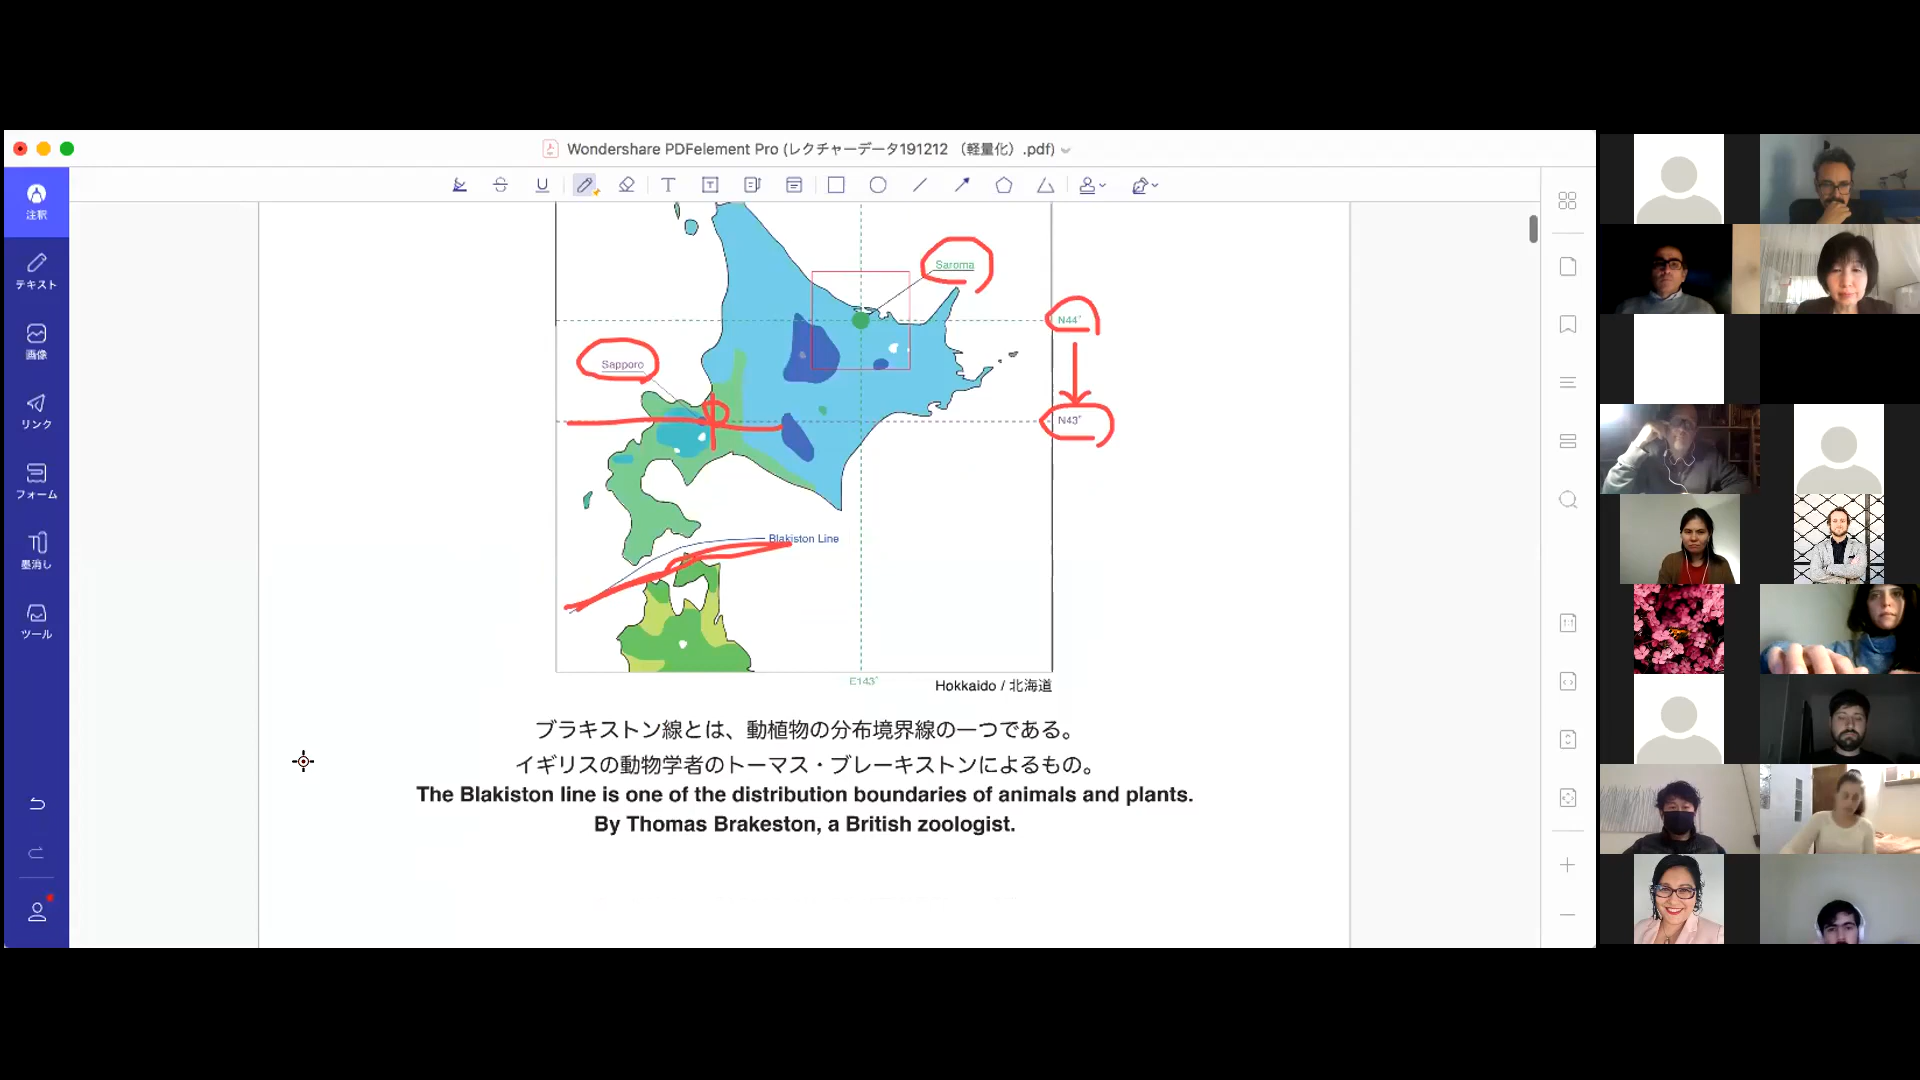 Wondershare PDFelement Pro (レクチャーデータ191212 （軽量化）.pdf)
注釈
テキスト
画像
リンク
フォーム
墨消し
ツール
Saroma
N44°
Sapporo
N43°
Blakiston Line
E143°
Hokkaido / 北海道
ブラキストン線とは、動植物の分布境界線の一つである。
イギリスの動物学者のトーマス・ブレーキストンによるもの。
The Blakiston line is one of the distribution boundaries of animals and plants.
By Thomas Brakeston, a British zoologist.